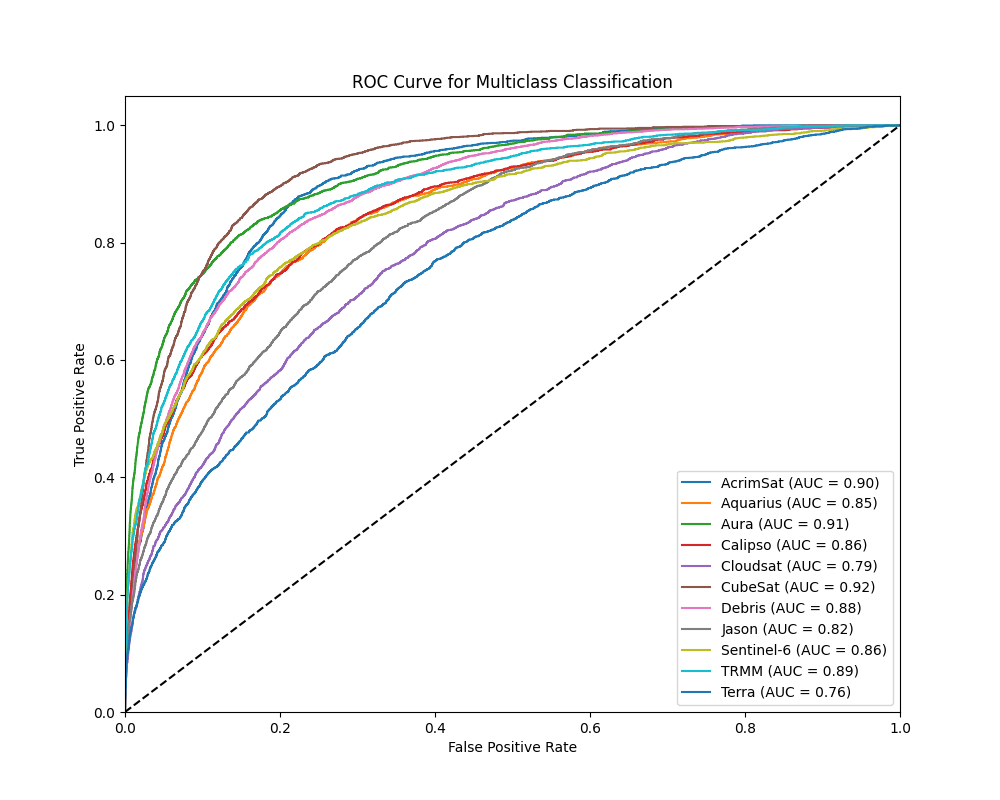 ROC Curve for Multiclass Classification
1.0
0.8
0.6
0.4
0.2
0.0
True Positive Rate
AcrimSat (AUC = 0.90)
Aquarius (AUC = 0.85)
Aura (AUC = 0.91)
Calipso (AUC = 0.86)
Cloudsat (AUC = 0.79)
CubeSat (AUC = 0.92)
Debris (AUC = 0.88)
Jason (AUC = 0.82)
Sentinel-6 (AUC = 0.86)
TRMM (AUC = 0.89)
Terra (AUC = 0.76)
0.0 0.2 0.4 0.6 0.8 1.0
False Positive Rate